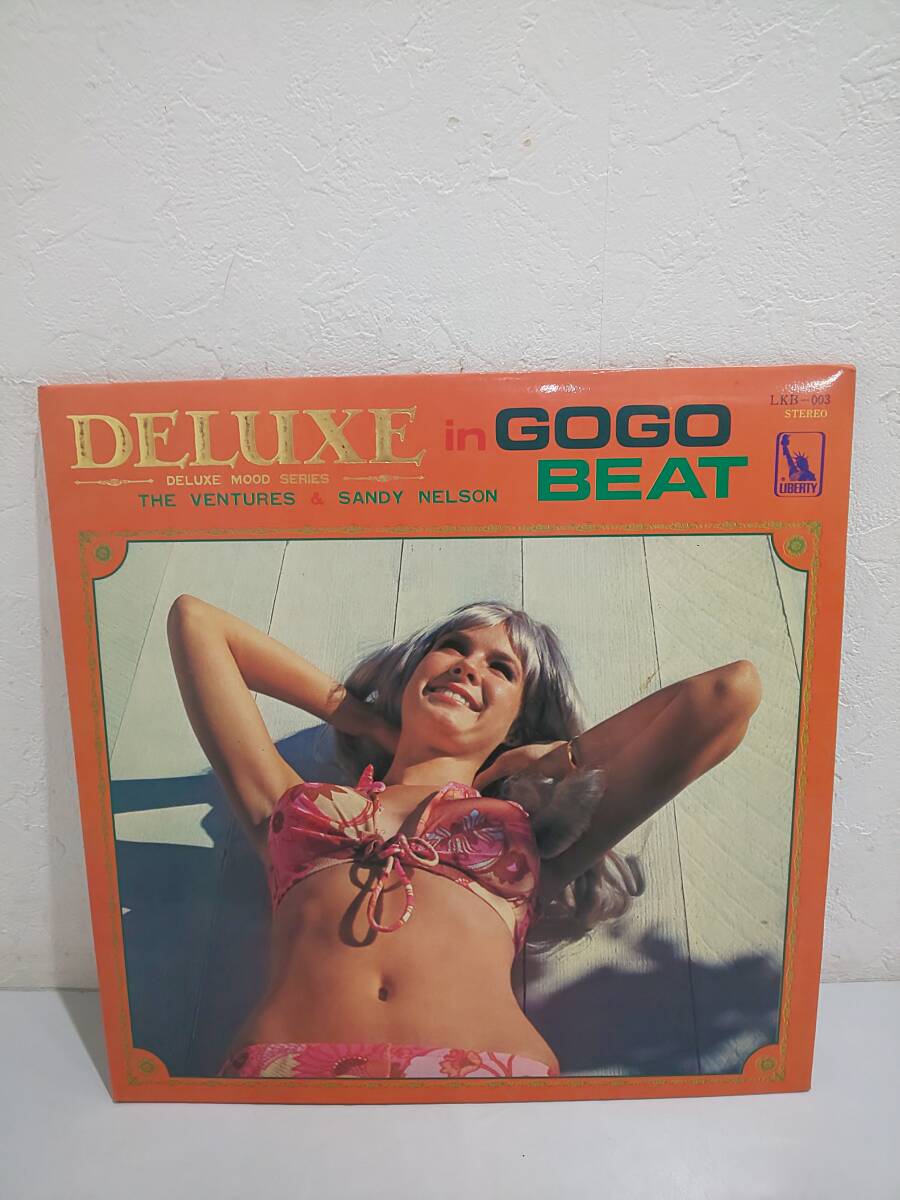 DELUXE in GOGO
BEAT
DELUXE MOOD SERIES
THE VENTURES & SANDY NELSON
LKB-003
STEREO
LIBERTY